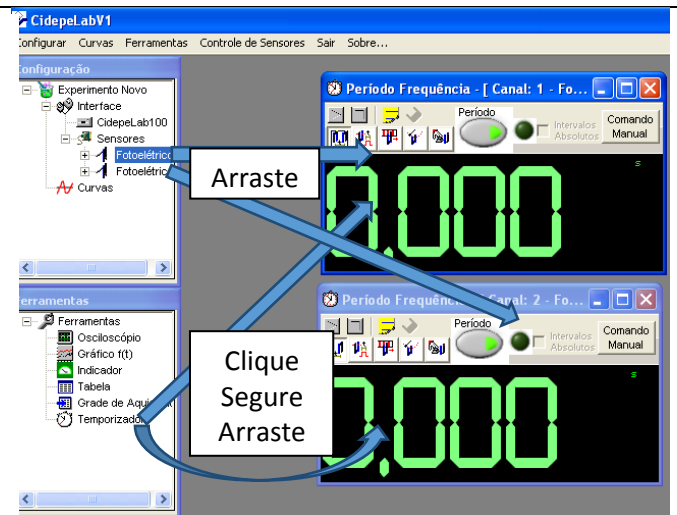 CidepeLabV1
Configurar Curvas Ferramentas Controle de Sensores Sair Sobre...
Configuração
Experimento Novo
Interface
CidepeLab100
Sensores
Fotoelétrico
Fotoelétric
Curvas
Ferramentas
Ferramentas
Osciloscópio
Gráfico f(t)
Indicador
Tabela
Grade de Aqui
Temporizado
Arraste
Clique
Segure
Arraste
Período Frequência - [ Canal: 1 - Fo...
Período
Intervalos
Absolutos
Comando
Manual
s
0.000
Período Frequência Canal: 2 - Fo...
Período
Intervalos
Absolutos
Comando
Manual
s
0.000